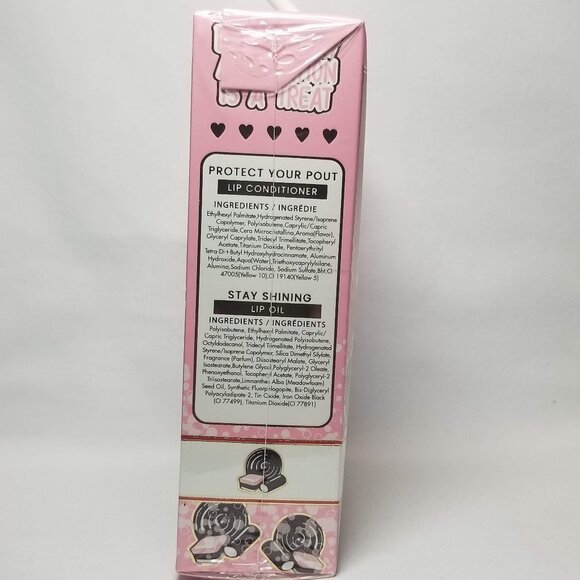 IS A TREAT
PROTECT YOUR POUT
LIP CONDITIONER
INGREDIENTS / INGRÉDIE
Ethylhexyl Palmitate,Hydrogenated Styrene/Isoprene
Copolymer, Polyisobutene,Caprylic/Capric
Triglyceride,Cera Microcristallina,Aroma(Flavor),
Glyceryl Caprylate,Tridecyl Trimellitate,Tocopheryl
Acetate,Titanium Dioxide, Pentaerythrityl
Tetra-Di-t-Butyl Hydroxyhydrocinnamate, Aluminum
Hydroxide,Aqua(Water),Triethoxycaprylylsilane,
Alumina,Sodium Chloride, Sodium Sulfate,Bht,CI
47005(Yellow 10),CI 19140(Yellow 5)
STAY SHINING
LIP OIL
INGREDIENTS / INGRÉDIENTS
Polyisobutene, Ethylhexyl Palmitate, Caprylic/
Capric Triglyceride, Hydrogenated
Polyisobutene, Tridecyl Trimellitate, Hydrogenated
Octyldodecanol, Tridecyl Trimellitate, Hydrogenated
Styrene/Isoprene Copolymer, Silica Dimethyl Silylate,
Fragrance (Parfum), Diisostearyl Malate, Glyceryl
Isostearate,Butylene Glycol,Polyglyceryl-2 Oleate,
Phenoxyethanol, Tocopheryl Acetate, Polyglyceryl-2
Triisostearate,Limnanthes Alba (Meadowfoam)
Seed Oil, Synthetic Fluorphlogopite, Bis-Diglyceryl
Polyacyladipate-2, Tin Oxide, Iron Oxide Black
(CI 77499), Titanium Dioxide(CI 77891)